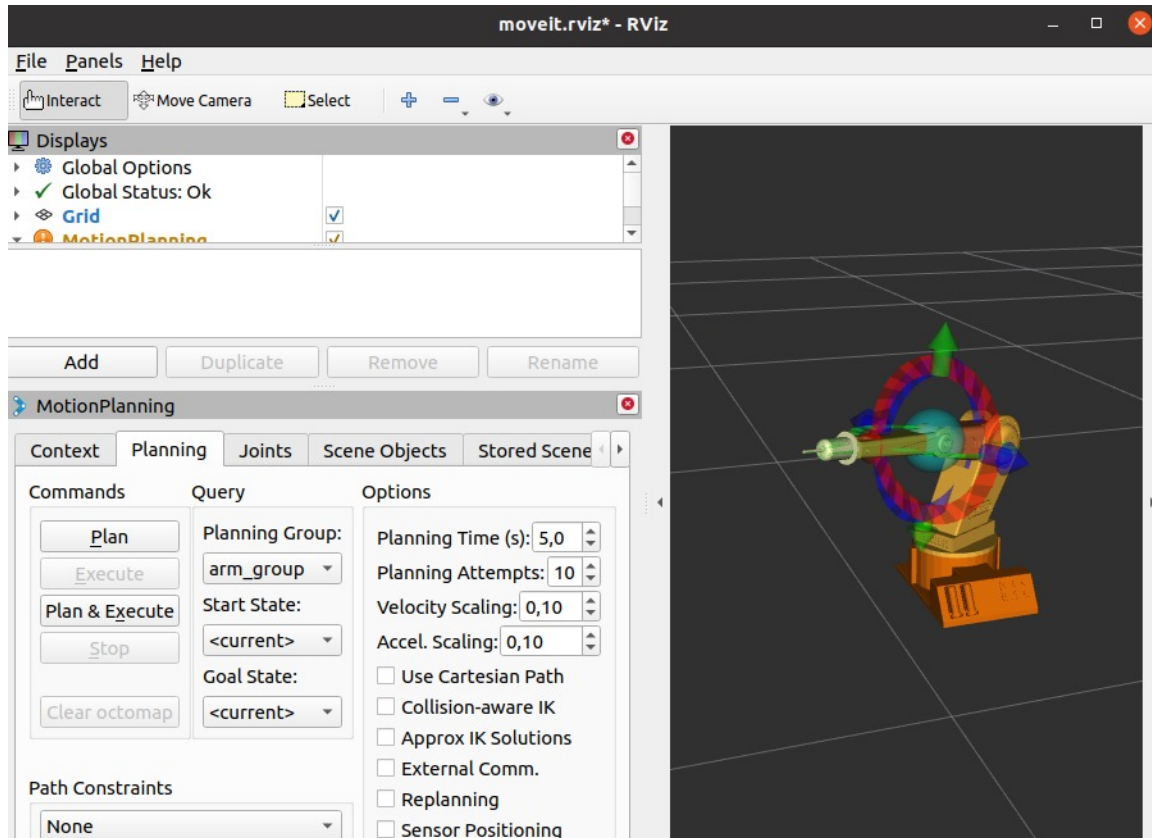 moveit.rviz* - RViz
File Panels Help
Interact Move Camera Select
Displays
Global Options
Global Status: Ok
Grid
MotionPlanning
Add Duplicate Remove Rename
MotionPlanning
Context Planning Joints Scene Objects Stored Scene
Commands Query Options
Plan
Execute
Plan & Execute
Stop
Clear octomap
Planning Group:
arm_group
Start State:
<current>
Goal State:
<current>
Planning Time (s): 5,0
Planning Attempts: 10
Velocity Scaling: 0,10
Accel. Scaling: 0,10
Use Cartesian Path
Collision-aware IK
Approx IK Solutions
External Comm.
Replanning
Sensor Positioning
Path Constraints
None